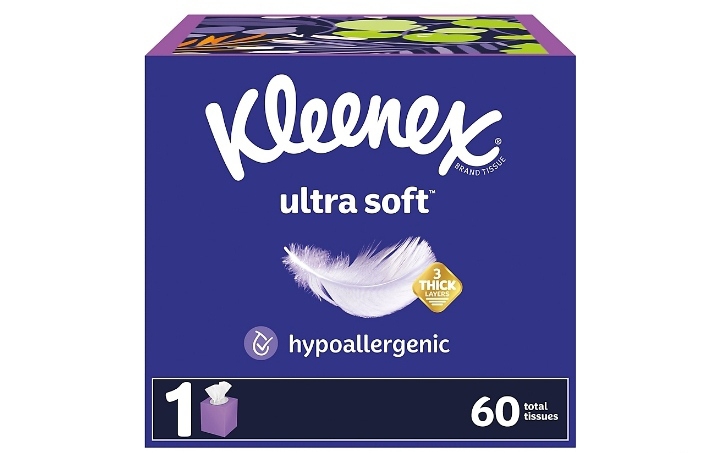 Kleenex®
BRAND TISSUE
ultra soft™
3
THICK
LAYERS
hypoallergenic
1
60 total
tissues